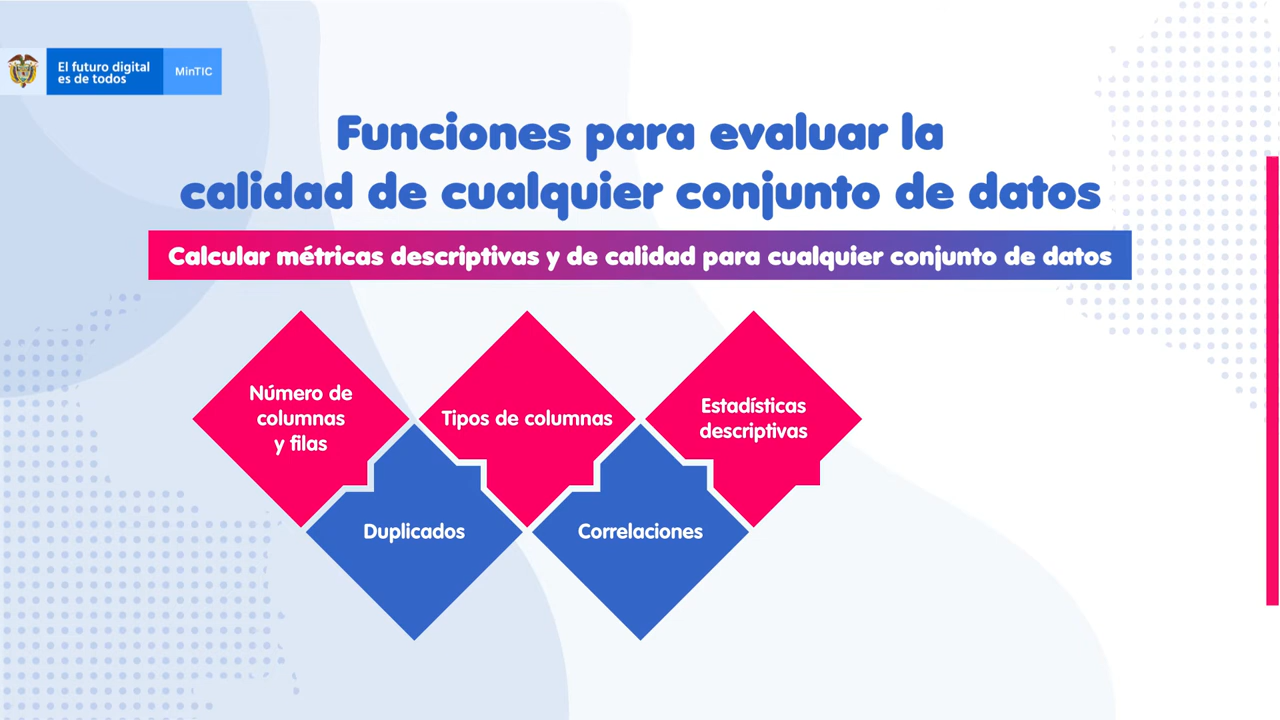 El futuro digital
es de todos
MinTIC
Funciones para evaluar la
calidad de cualquier conjunto de datos
Calcular métricas descriptivas y de calidad para cualquier conjunto de datos
Número de
columnas
y filas
Tipos de columnas
Estadísticas
descriptivas
Duplicados
Correlaciones